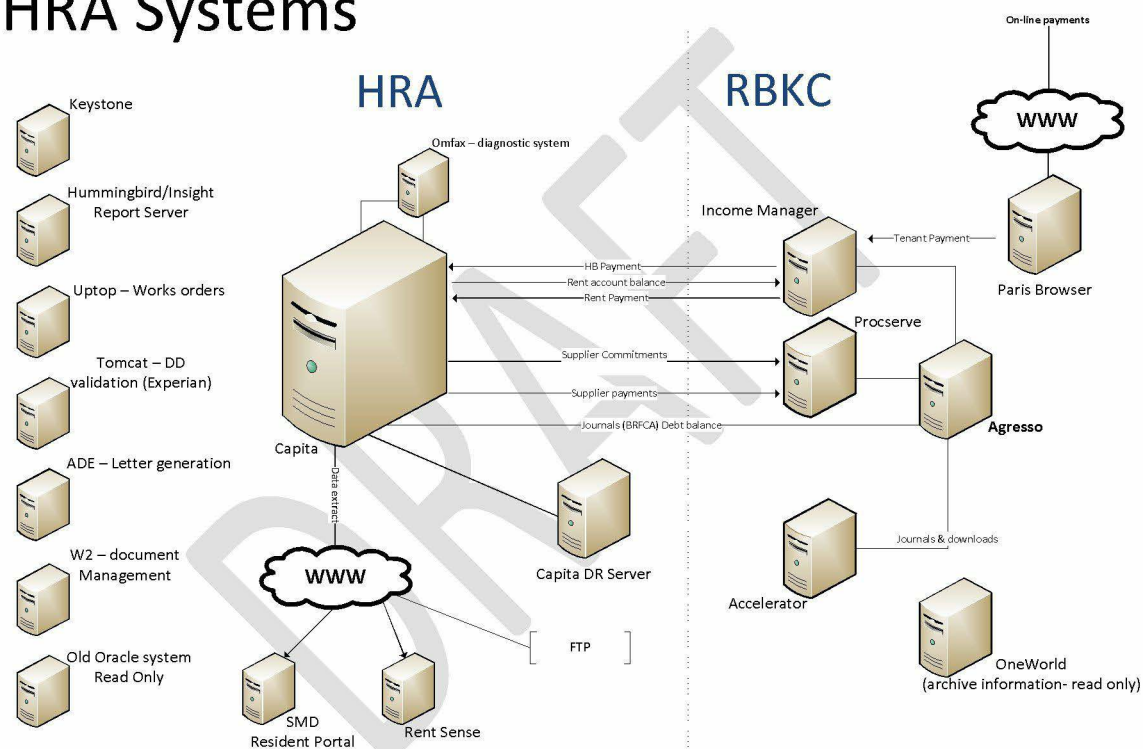 HRA Systems
On-line payments
HRA
RBKC
WWW
Keystone
Omfax – diagnostic system
Hummingbird/Insight
Report Server
Income Manager
Tenant Payment
HB Payment
Rent account balance
Rent Payment
Paris Browser
Uptop – Works orders
Procserve
Tomcat – DD
validation (Experian)
Supplier Commitments
Supplier payments
Journals (BRFCA) Debt balance
Agresso
Capita
ADE – Letter generation
Data extract
W2 – document
Management
WWW
Capita DR Server
Journals & downloads
Accelerator
FTP
Old Oracle system
Read Only
OneWorld
(archive information- read only)
SMD
Resident Portal
Rent Sense
DRAFT